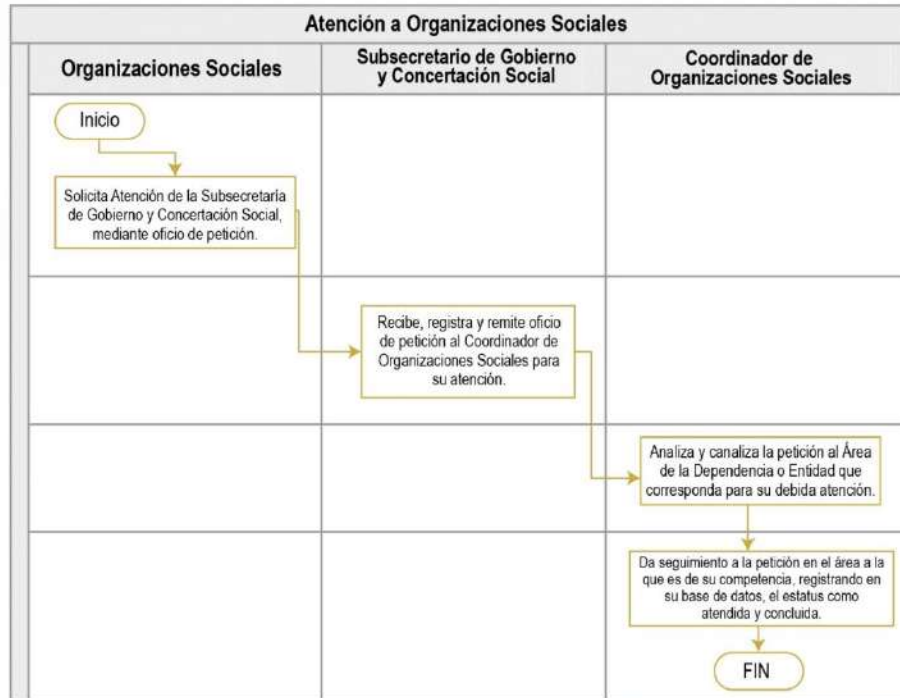 Atención a Organizaciones Sociales
Organizaciones Sociales
Subsecretario de Gobierno
y Concertación Social
Coordinador de
Organizaciones Sociales
Inicio
Solicita Atención de la Subsecretaría
de Gobierno y Concertación Social,
mediante oficio de petición.
Recibe, registra y remite oficio
de petición al Coordinador de
Organizaciones Sociales para
su atención.
Analiza y canaliza la petición al Área
de la Dependencia o Entidad que
corresponda para su debida atención.
Da seguimiento a la petición en el área a la
que es de su competencia, registrando en
su base de datos, el estatus como
atendida y concluida.
FIN